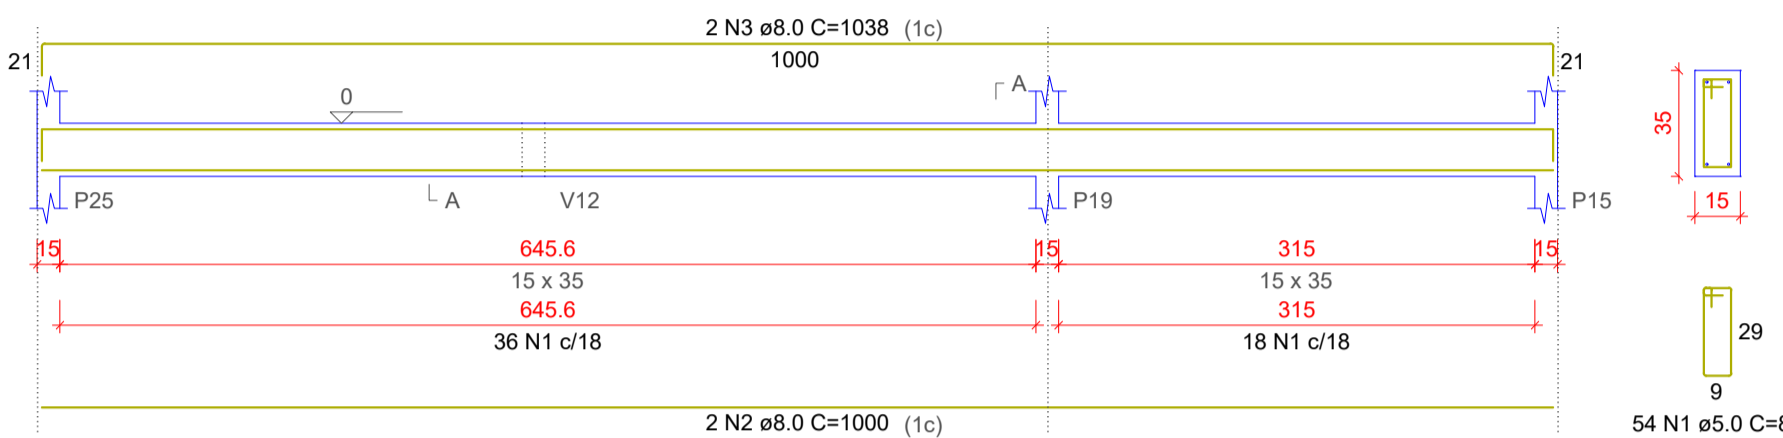 2 N3 ø8.0 C=1038 (1c)
21 1000 21
0 A
A
P25 V12 P19 P15
15 645.6 15 315 15
15 x 35 15 x 35
645.6 315
36 N1 c/18 18 N1 c/18
2 N2 ø8.0 C=1000 (1c)
35
15
29
9
54 N1 ø5.0 C=